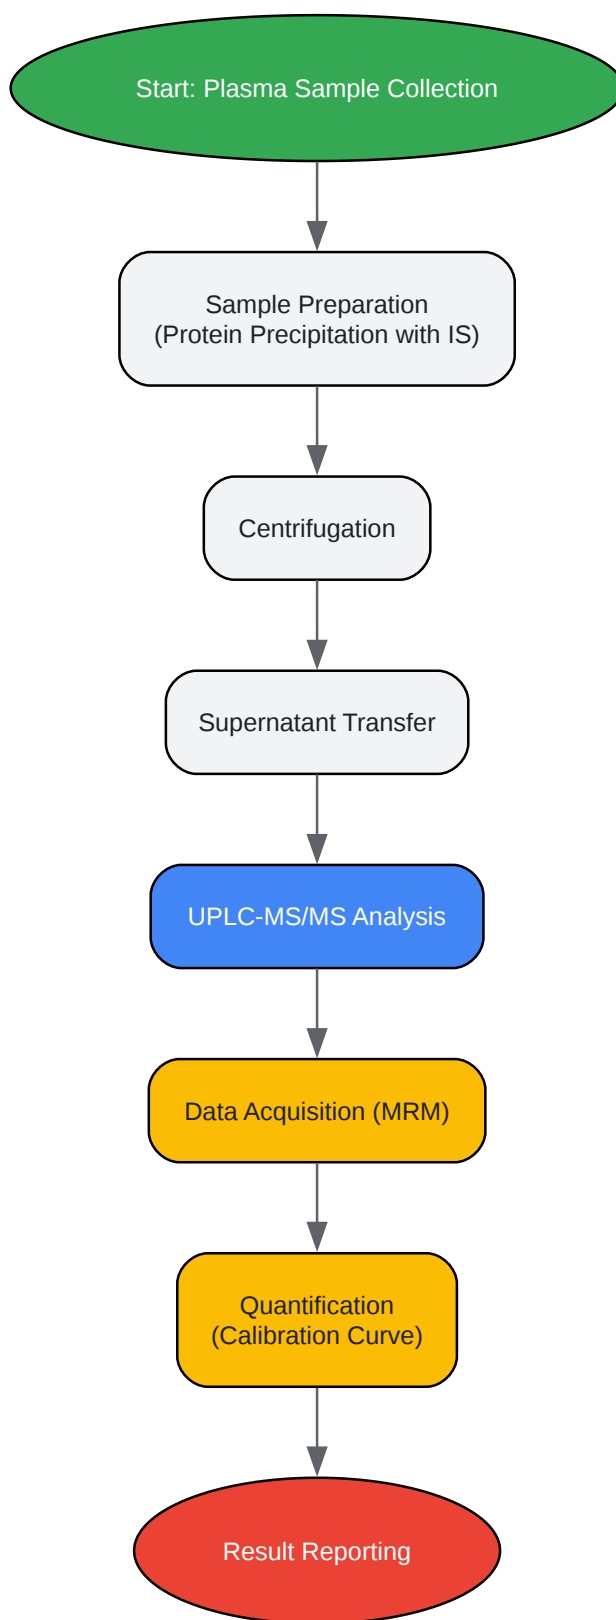 Start: Plasma Sample Collection
Sample Preparation
(Protein Precipitation with IS)
Centrifugation
Supernatant Transfer
UPLC-MS/MS Analysis
Data Acquisition (MRM)
Quantification
(Calibration Curve)
Result Reporting